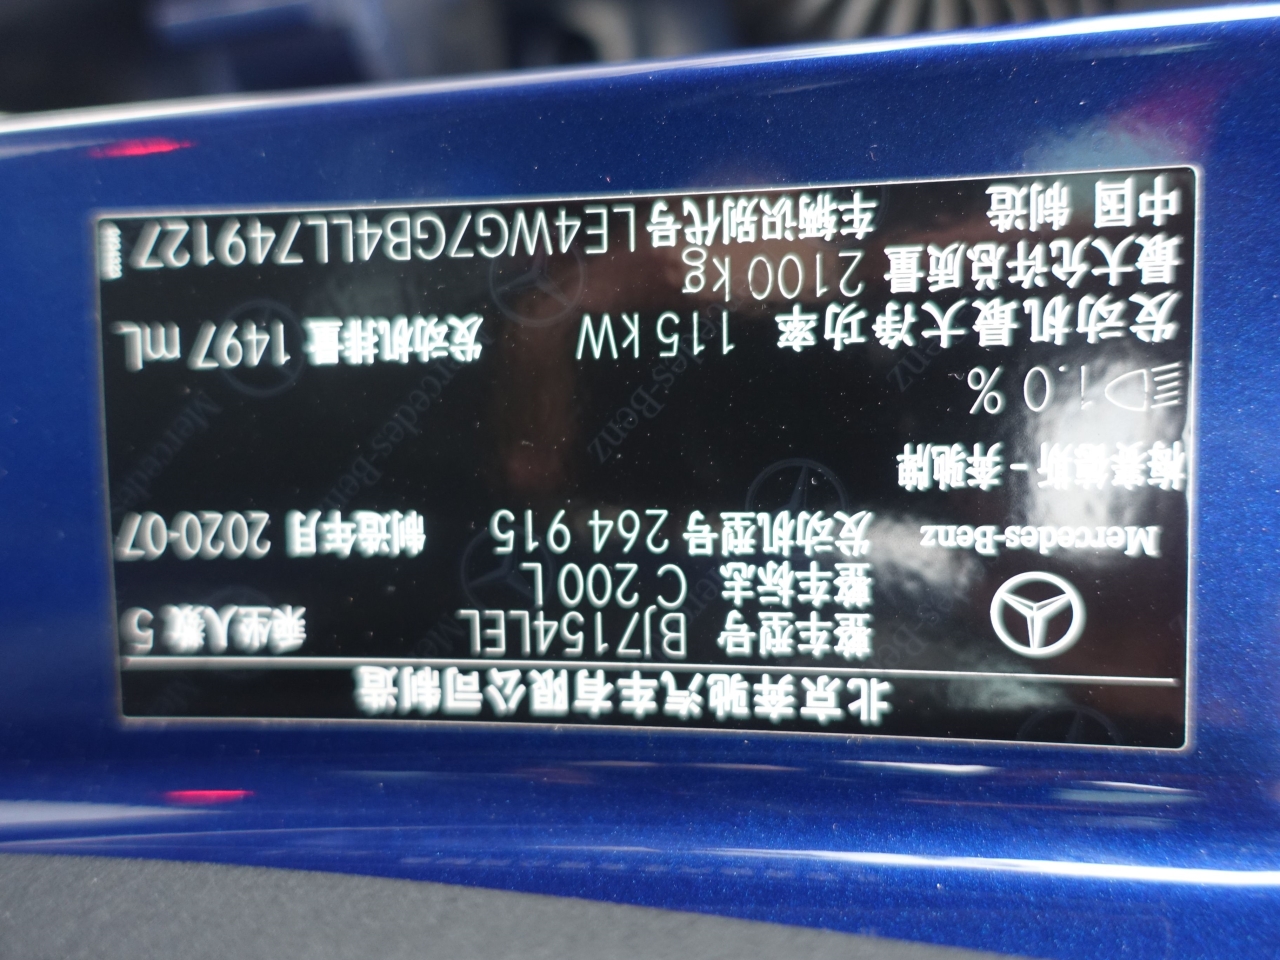 北京奔驰汽车有限公司制造
整车型号 BJ7154LEL 乘坐人数 5
整车标志 C 200 L
Mercedes-Benz 发动机型号 264 915 制造年月 2020-07
梅赛德斯 - 奔驰牌
1.0 %
发动机最大净功率 115 kW 发动机排量 1497 mL
最大允许总质量 2100 kg
中国 制造 车辆识别代号 LE4WG7GB4LL749127